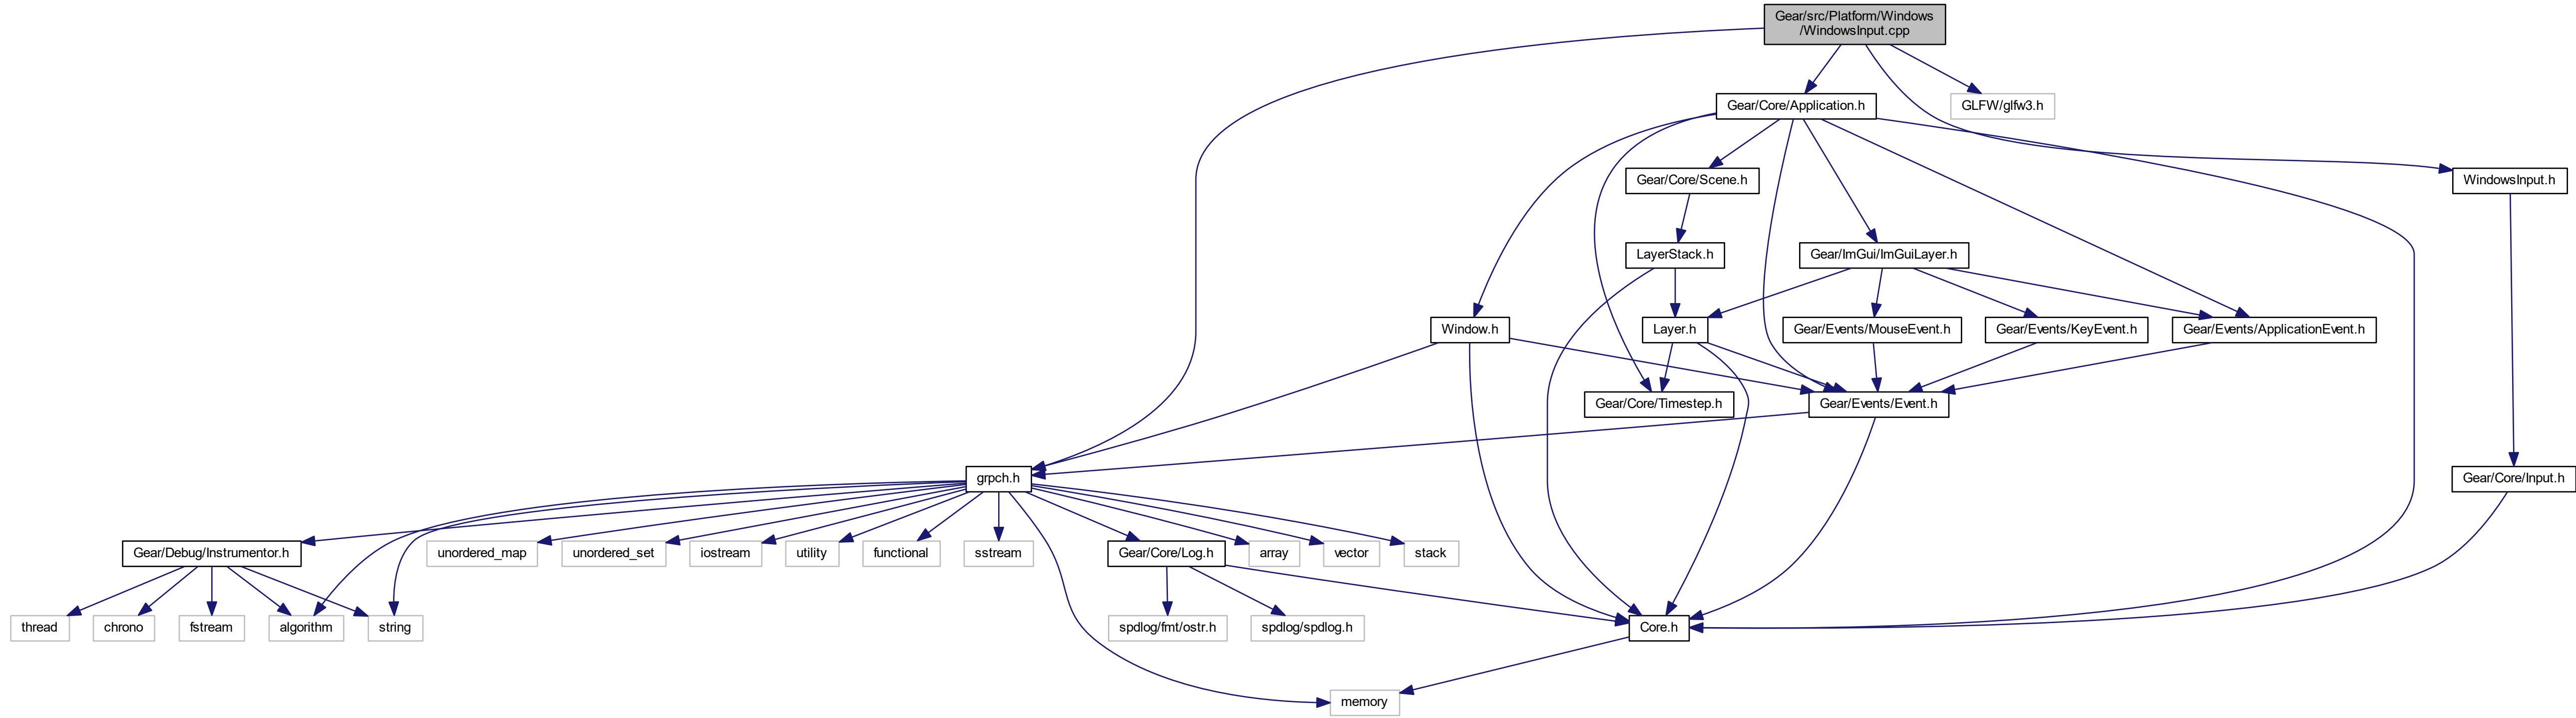 Gear/src/Platform/Windows
/WindowsInput.cpp
Gear/Core/Application.h
GLFW/glfw3.h
Gear/Core/Scene.h
WindowsInput.h
LayerStack.h
Gear/ImGui/ImGuiLayer.h
Window.h
Layer.h
Gear/Events/MouseEvent.h
Gear/Events/KeyEvent.h
Gear/Events/ApplicationEvent.h
Gear/Core/Timestep.h
Gear/Events/Event.h
grpch.h
Gear/Core/Input.h
Gear/Debug/Instrumentor.h
unordered_map
unordered_set
iostream
utility
functional
sstream
Gear/Core/Log.h
array
vector
stack
thread
chrono
fstream
algorithm
string
spdlog/fmt/ostr.h
spdlog/spdlog.h
Core.h
memory